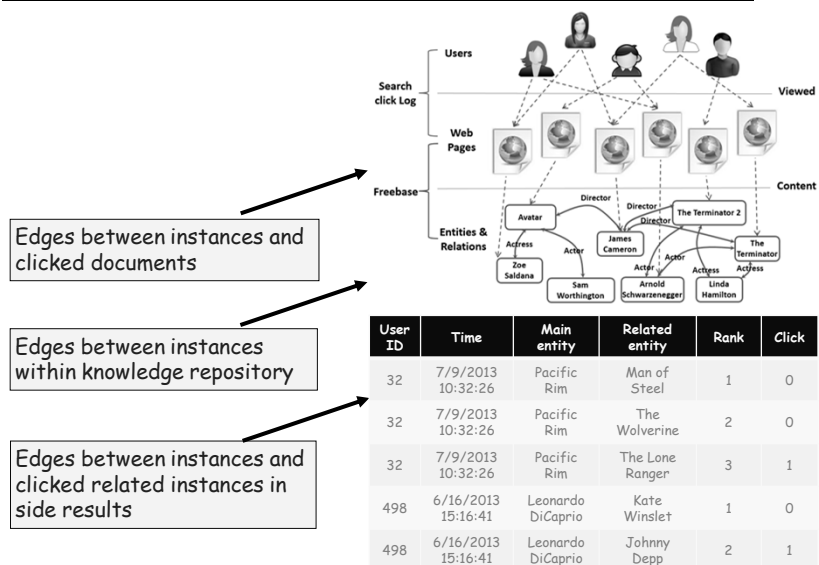 Users
Search
click Log
Viewed
Web
Pages
Freebase
Content
Entities &
Relations
Director
Director
Director
Avatar
The Terminator 2
James
Cameron
The
Terminator
Actress
Actor
Actor
Actor
Actress
Actress
Zoe
Saldana
Sam
Worthington
Arnold
Schwarzenegger
Linda
Hamilton
Edges between instances and
clicked documents
Edges between instances
within knowledge repository
Edges between instances and
clicked related instances in
side results
User ID Time Main entity Related entity Rank Click
32 7/9/2013 10:32:26 Pacific Rim Man of Steel 1 0
32 7/9/2013 10:32:26 Pacific Rim The Wolverine 2 0
32 7/9/2013 10:32:26 Pacific Rim The Lone Ranger 3 1
498 6/16/2013 15:16:41 Leonardo DiCaprio Kate Winslet 1 0
498 6/16/2013 15:16:41 Leonardo DiCaprio Johnny Depp 2 1